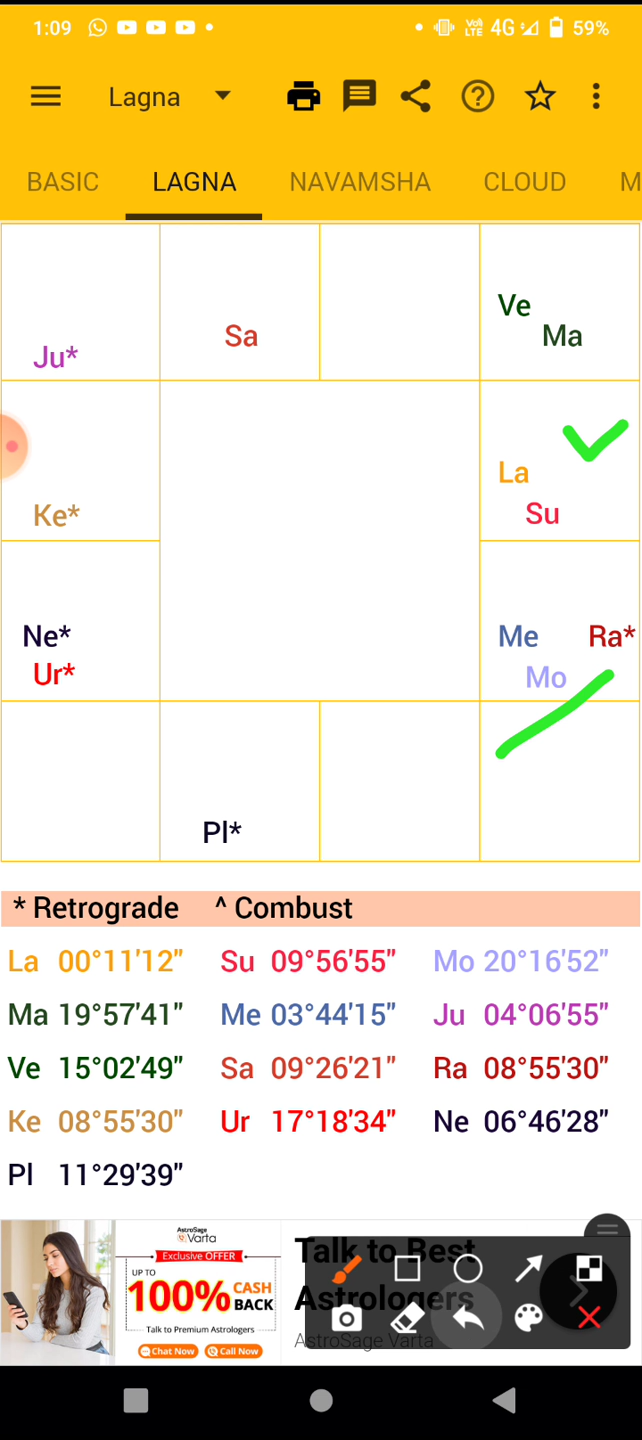 1:09 Vo) LTE 4G 59%
Lagna
BASIC LAGNA NAVAMSHA CLOUD M
Ju* Sa Ve Ma
Ke* La Su
Ne* Ur* Me Ra* Mo
Pl*
* Retrograde ^ Combust
La 00°11'12" Su 09°56'55" Mo 20°16'52"
Ma 19°57'41" Me 03°44'15" Ju 04°06'55"
Ve 15°02'49" Sa 09°26'21" Ra 08°55'30"
Ke 08°55'30" Ur 17°18'34" Ne 06°46'28"
Pl 11°29'39"
AstroSage
Varta
Exclusive OFFER
UP TO
100% CASH BACK
Talk to Premium Astrologers
Chat Now Call Now
Talk to Best
Astrologers
AstroSage Varta